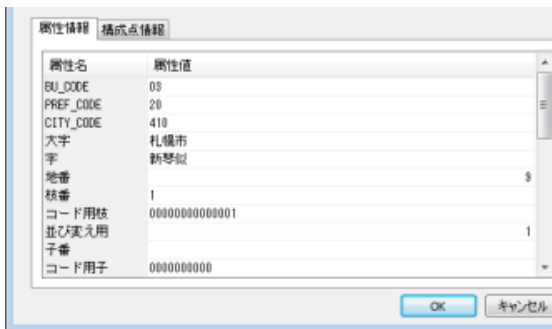 属性情報 構成点情報
属性名 属性値
BU_CODE 03
PREF_CODE 20
CITY_CODE 410
大字 札幌市
字 新琴似
地番 9
枝番 1
コード用枝 00000000000001
並び変え用 1
子番
コード用子 0000000000
OK キャンセル